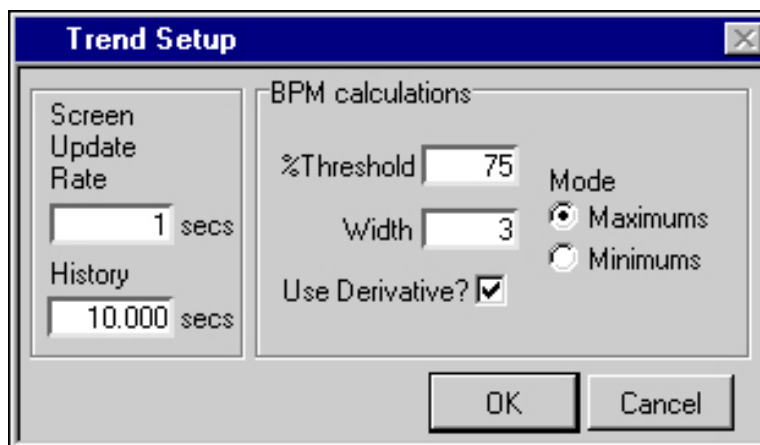 Trend Setup
Screen
Update
Rate
1 secs
History
10.000 secs
BPM calculations
%Threshold 75
Width 3
Use Derivative?
Mode
Maximums
Minimums
OK
Cancel